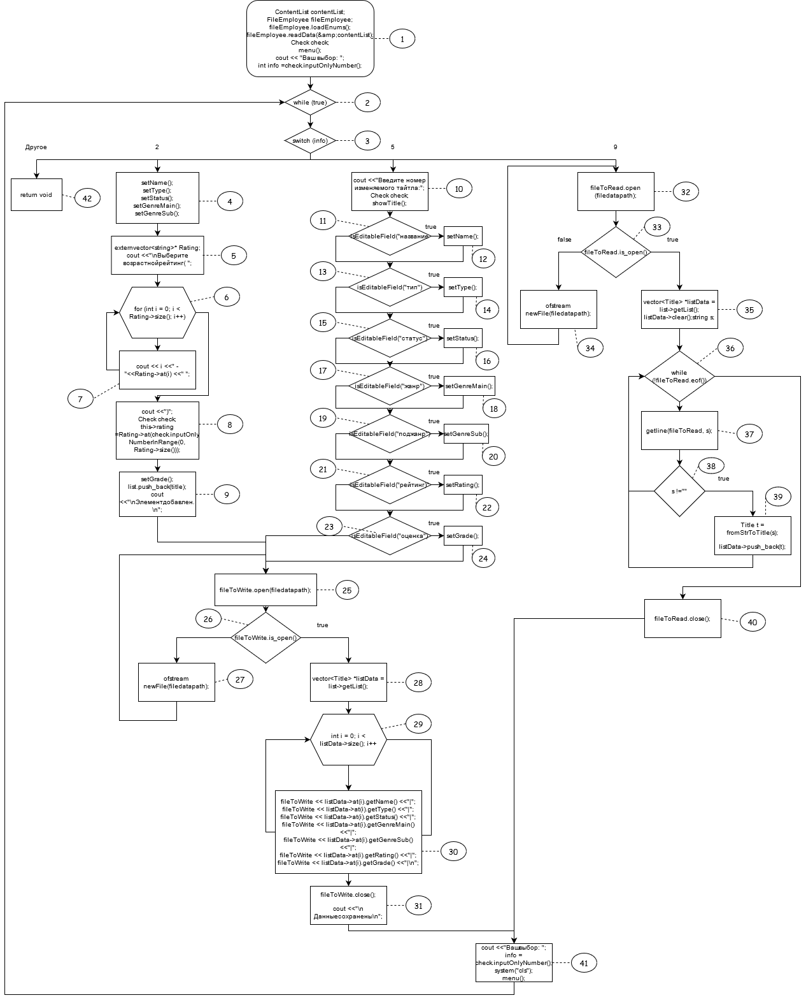 ContentList contentList;
FileEmployee fileEmployee;
fileEmployee.loadEnums();
fileEmployee.readData(&amp;contentList);
Check check;
menu();
cout << "Ваш выбор: ";
int info =check.inputOnlyNumber();
1
while (true)
2
switch (info)
3
Другое
2
5
9
return void
42
setName();
setType();
setStatus();
setGenreMain();
setGenreSub();
4
externvector<string>* Rating;
cout <<"\nВыберите
возрастнойрейтинг( ";
5
for (int i = 0; i <
Rating->size(); i++)
6
cout << i <<" -
"<<Rating->at(i) <<" ";
7
cout <<")";
Check check;
this->rating
=Rating->at(check.inputOnly
NumberInRange(0,
Rating->size()));
8
setGrade();
list.push_back(title);
cout
<<"\nЭлементдобавлен.
\n";
9
cout <<"Введите номер
изменяемого тайтла:";
Check check;
showTitle();
10
11
isEditableField("название
true
setName();
12
13
isEditableField("тип")
true
setType();
14
15
isEditableField("статус")
true
setStatus();
16
17
isEditableField("жанр")
true
setGenreMain();
18
19
isEditableField("поджанр")
true
setGenreSub();
20
21
isEditableField("рейтинг)
true
setRating();
22
23
isEditableField("оценка")
true
setGrade();
24
fileToWrite.open(filedatapath);
25
26
fileToWrite.is_open()
true
ofstream
newFile(filedatapath);
27
vector<Title> *listData =
list->getList();
28
int i = 0; i <
listData->size(); i++
29
fileToWrite << listData->at(i).getName() <<"|";
fileToWrite << listData->at(i).getType() <<"|";
fileToWrite << listData->at(i).getStatus() <<"|";
fileToWrite << listData->at(i).getGenreMain()
<<"|";
fileToWrite << listData->at(i).getGenreSub()
<<"|";
fileToWrite << listData->at(i).getRating() <<"|";
fileToWrite << listData->at(i).getGrade() <<"|\n";
30
fileToWrite.close();
cout <<"\n
Данныесохранены\n";
31
fileToRead.open
(filedatapath);
32
33
false
true
fileToRead.is_open()
ofstream
newFile(filedatapath);
34
vector<Title> *listData =
list->getList();
listData->clear();string s;
35
36
while
(!fileToRead.eof())
getline(fileToRead, s);
37
38
true
s !=""
39
Title t =
fromStrToTitle(s);
listData->push_back(t);
fileToRead.close();
40
cout <<"Вашвыбор: ";
info =
check.inputOnlyNumber();
system("cls");
menu();
41